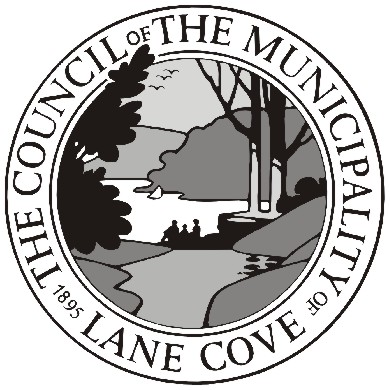 THE COUNCIL OF THE MUNICIPALITY OF
LANE COVE
1895